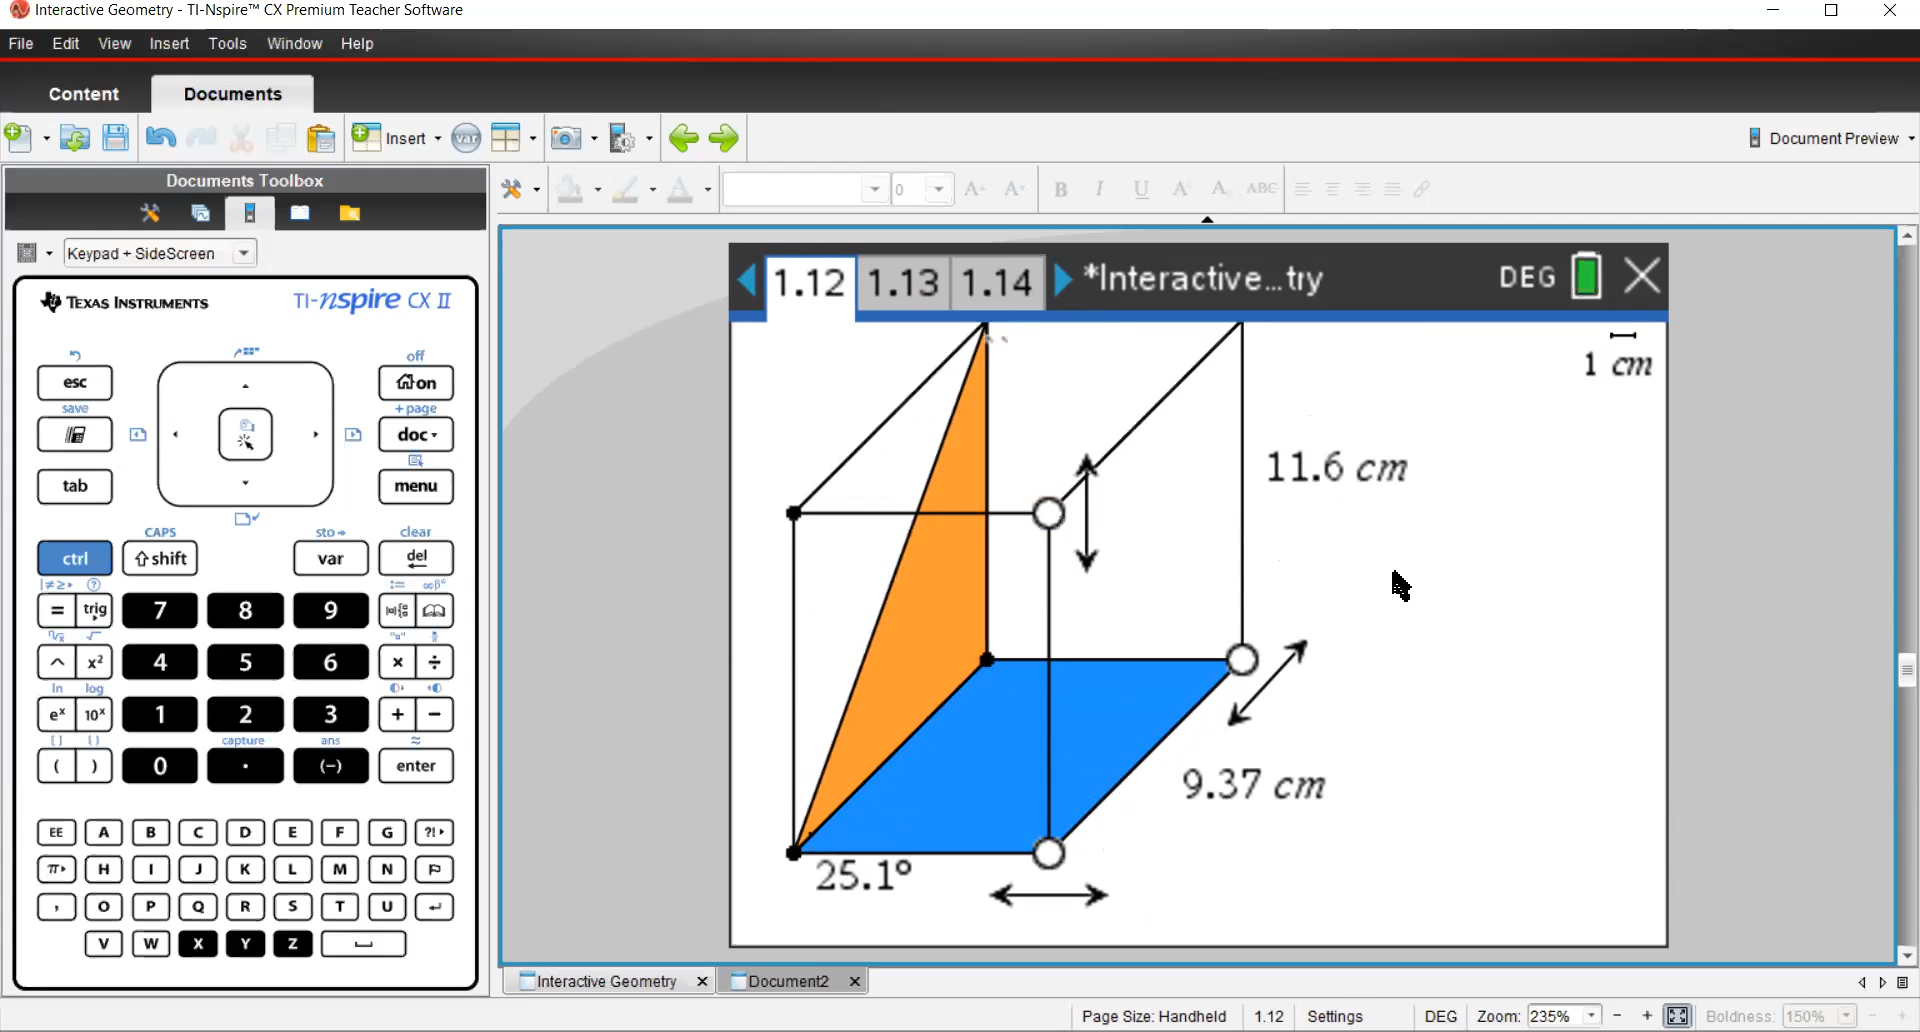 Interactive Geometry - TI-Nspire™ CX Premium Teacher Software
File Edit View Insert Tools Window Help
Content Documents
Insert var Document Preview
Documents Toolbox
0 A A B I U A A ABC
Keypad + SideScreen
1.12 1.13 1.14 *Interactive...try DEG
TEXAS INSTRUMENTS TI-nspire CX II
1 cm
off
esc on
save + page
doc
11.6 cm
tab menu
CAPS sto clear
ctrl shift var del
|≠≥▸ ? := ∞β°
= trig 7 8 9
^ x² 4 5 6 × ÷
ln log
eˣ 10ˣ 1 2 3 + −
[ ] { } capture ans ≈
( ) 0 . (−) enter
9.37 cm
25.1°
EE A B C D E F G ?!▸
π▸ H I J K L M N
, O P Q R S T U
V W X Y Z
Interactive Geometry Document2
Page Size: Handheld 1.12 Settings DEG Zoom: 235% − + Boldness: 150% − +